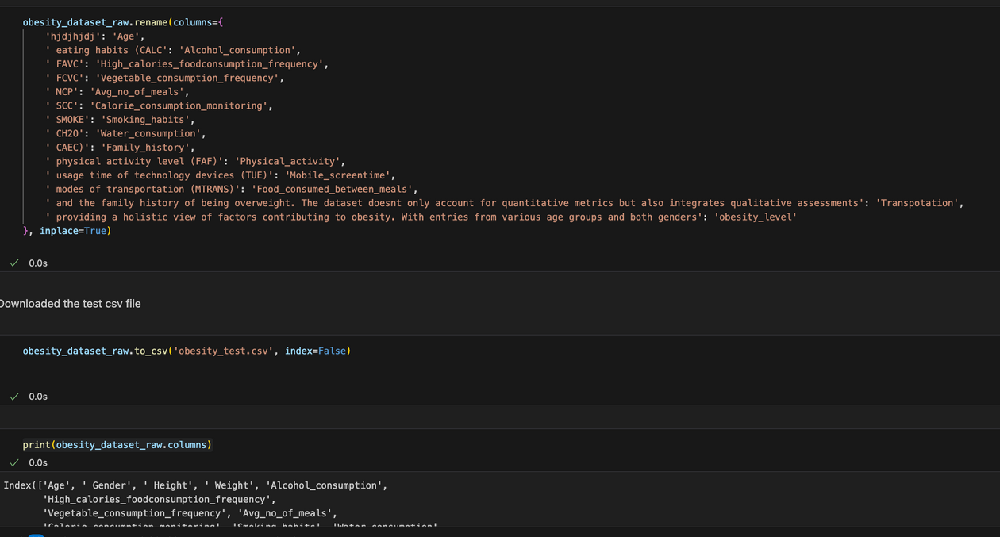 obesity_dataset_raw.rename(columns={
'hjdjhjdj': 'Age',
' eating habits (CALC': 'Alcohol_consumption',
' FAVC': 'High_calories_foodconsumption_frequency',
' FCVC': 'Vegetable_consumption_frequency',
' NCP': 'Avg_no_of_meals',
' SCC': 'Calorie_consumption_monitoring',
' SMOKE': 'Smoking_habits',
' CH2O': 'Water_consumption',
' CAEC)': 'Family_history',
' physical activity level (FAF)': 'Physical_activity',
' usage time of technology devices (TUE)': 'Mobile_screentime',
' modes of transportation (MTRANS)': 'Food_consumed_between_meals',
' and the family history of being overweight. The dataset doesnt only account for quantitative metrics but also integrates qualitative assessments': 'Transpotation',
' providing a holistic view of factors contributing to obesity. With entries from various age groups and both genders': 'obesity_level'
}, inplace=True)
0.0s
Downloaded the test csv file
obesity_dataset_raw.to_csv('obesity_test.csv', index=False)
0.0s
print(obesity_dataset_raw.columns)
0.0s
Index(['Age', ' Gender', ' Height', ' Weight', 'Alcohol_consumption',
'High_calories_foodconsumption_frequency',
'Vegetable_consumption_frequency', 'Avg_no_of_meals',
'Calorie_consumption_monitoring', 'Smoking_habits', 'Water_consumption',